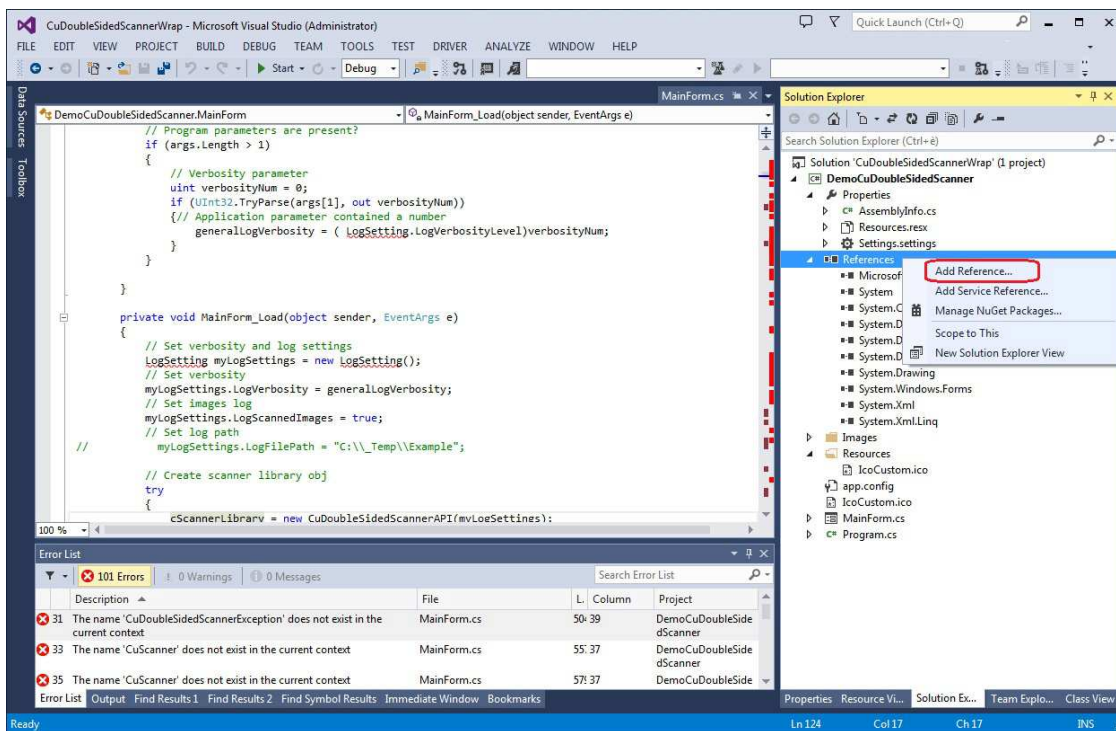 CuDoubleSidedScannerWrap - Microsoft Visual Studio (Administrator)
Quick Launch (Ctrl+Q)
FILE EDIT VIEW PROJECT BUILD DEBUG TEAM TOOLS TEST DRIVER ANALYZE WINDOW HELP
Start
Debug
Data Sources
Toolbox
MainForm.cs
DemoCuDoubleSidedScanner.MainForm
MainForm_Load(object sender, EventArgs e)
// Program parameters are present?
if (args.Length > 1)
{
// Verbosity parameter
uint verbosityNum = 0;
if (UInt32.TryParse(args[1], out verbosityNum))
{// Application parameter contained a number
generalLogVerbosity = ( LogSetting.LogVerbosityLevel)verbosityNum;
}
}
}
private void MainForm_Load(object sender, EventArgs e)
{
// Set verbosity and log settings
LogSetting myLogSettings = new LogSetting();
// Set verbosity
myLogSettings.LogVerbosity = generalLogVerbosity;
// Set images log
myLogSettings.LogScannedImages = true;
// Set log path
// myLogSettings.LogFilePath = "C:\\_Temp\\Example";
// Create scanner library obj
try
{
cScannerLibrary = new CuDoubleSidedScannerAPI(myLogSettings);
100 %
Error List
101 Errors
0 Warnings
0 Messages
Search Error List
Description File L. Column Project
31 The name 'CuDoubleSidedScannerException' does not exist in the current context MainForm.cs 39 DemoCuDoubleSidedScanner
33 The name 'CuScanner' does not exist in the current context MainForm.cs 37 DemoCuDoubleSidedScanner
35 The name 'CuScanner' does not exist in the current context MainForm.cs 37 DemoCuDoubleSide
Error List Output Find Results 1 Find Results 2 Find Symbol Results Immediate Window Bookmarks
Solution Explorer
Search Solution Explorer (Ctrl+è)
Solution 'CuDoubleSidedScannerWrap' (1 project)
C# DemoCuDoubleSidedScanner
Properties
C# AssemblyInfo.cs
Resources.resx
Settings.settings
References
Microsof
System
System.C
System.D
System.D
System.D
System.Drawing
System.Windows.Forms
System.Xml
System.Xml.Linq
Images
Resources
IcoCustom.ico
app.config
IcoCustom.ico
MainForm.cs
C# Program.cs
Add Reference...
Add Service Reference...
Manage NuGet Packages...
Scope to This
New Solution Explorer View
Properties Resource Vi... Solution Ex... Team Explo... Class View
Ready
Ln 124 Col 17 Ch 17 INS